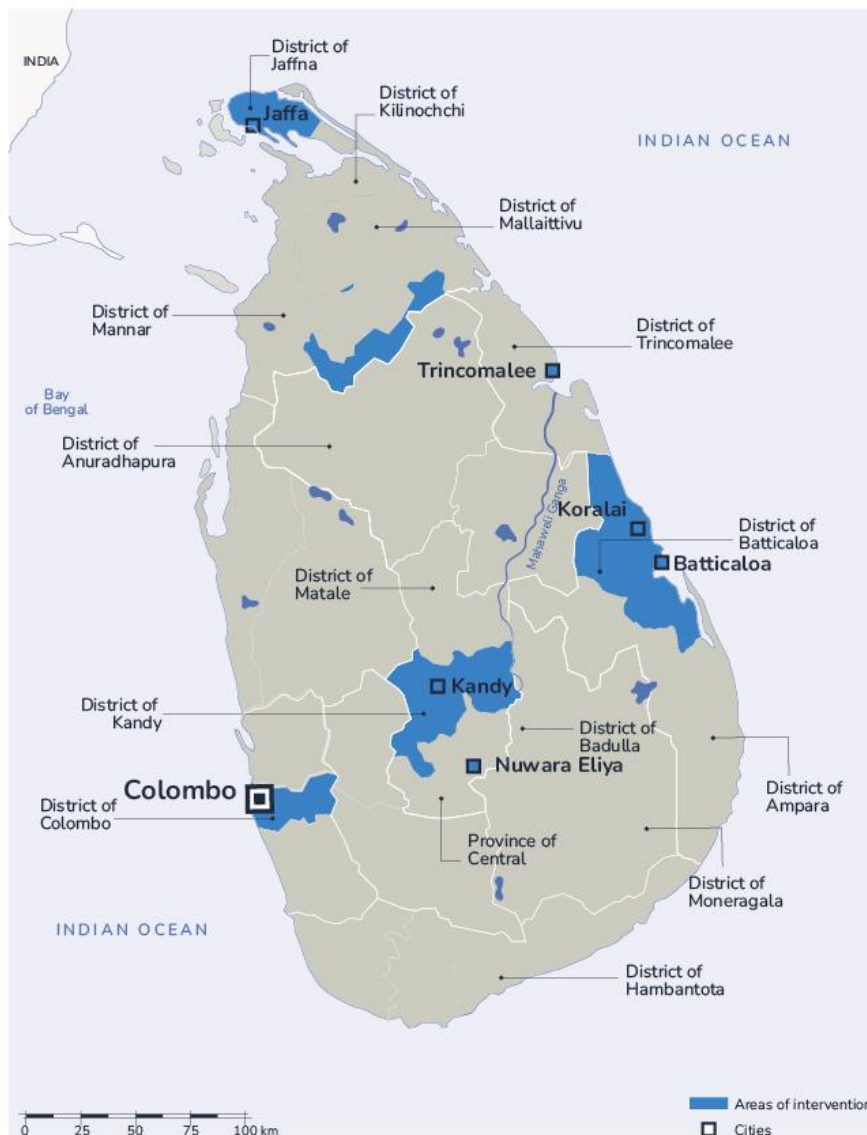 INDIA
District of
Jaffna
Jaffa
District of
Kilinochchi
INDIAN OCEAN
District of
Mallaittivu
District of
Mannar
District of
Trincomalee
Trincomalee
Bay
of Bengal
District of
Anuradhapura
Mahaweli Ganga
Koralai
District of
Batticaloa
Batticaloa
District of
Matale
Kandy
District of
Kandy
District of
Badulla
Nuwara Eliya
Colombo
District of
Colombo
District of
Ampara
Province of
Central
District of
Moneragala
INDIAN OCEAN
District of
Hambantota
0 25 50 75 100 km
Areas of intervention
Cities